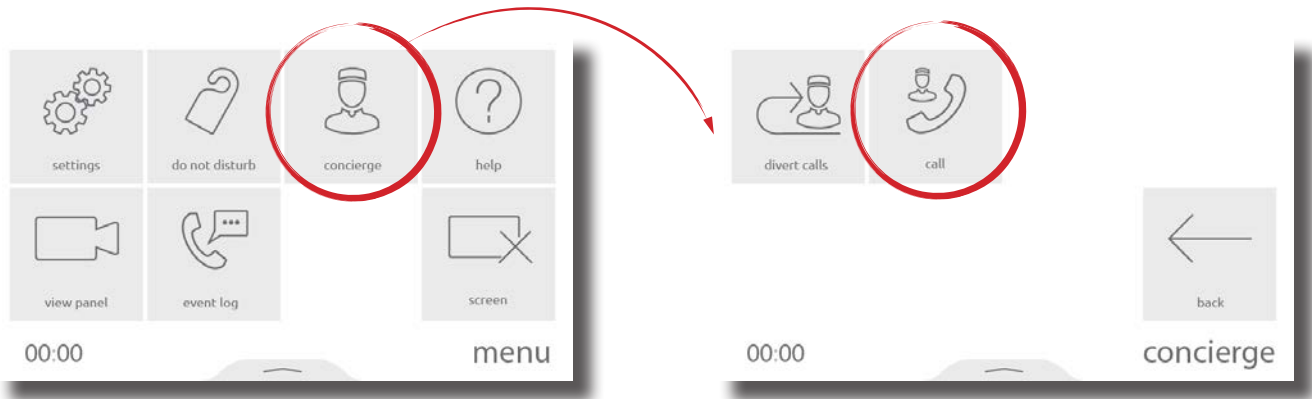 settings
do not disturb
concierge
help
view panel
event log
screen
00:00
menu
divert calls
call
back
00:00
concierge